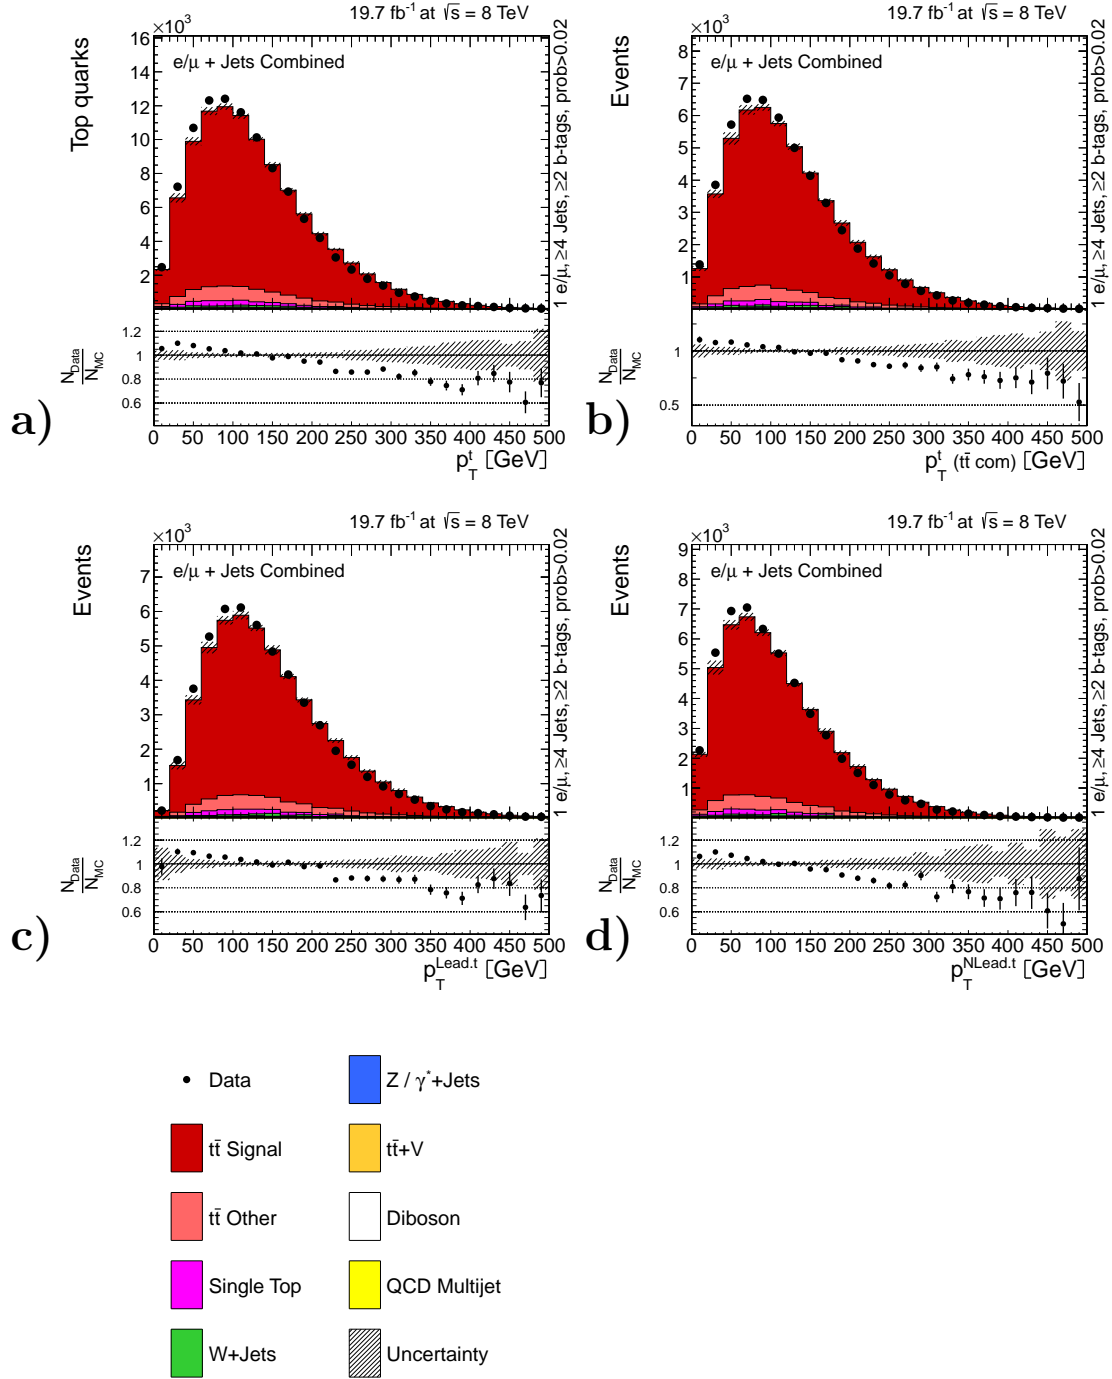 19.7 fb⁻¹ at √s = 8 TeV
×10³
e/μ + Jets Combined
Top quarks
16
14
12
10
8
6
4
2
1 e/μ, ≥4 Jets, ≥2 b-tags, prob>0.02
N_Data/N_MC
1.2
1
0.8
0.6
0 50 100 150 200 250 300 350 400 450 500
p_T^t [GeV]
a)
19.7 fb⁻¹ at √s = 8 TeV
×10³
e/μ + Jets Combined
Events
8
7
6
5
4
3
2
1
1 e/μ, ≥4 Jets, ≥2 b-tags, prob>0.02
N_Data/N_MC
1
0.5
0 50 100 150 200 250 300 350 400 450 500
p_T^t (tt̄ com) [GeV]
b)
19.7 fb⁻¹ at √s = 8 TeV
×10³
e/μ + Jets Combined
Events
7
6
5
4
3
2
1
1 e/μ, ≥4 Jets, ≥2 b-tags, prob>0.02
N_Data/N_MC
1.2
1
0.8
0.6
0 50 100 150 200 250 300 350 400 450 500
p_T^Lead.t [GeV]
c)
19.7 fb⁻¹ at √s = 8 TeV
×10³
e/μ + Jets Combined
Events
9
8
7
6
5
4
3
2
1
1 e/μ, ≥4 Jets, ≥2 b-tags, prob>0.02
N_Data/N_MC
1.2
1
0.8
0.6
0 50 100 150 200 250 300 350 400 450 500
p_T^NLead.t [GeV]
d)
Data
tt̄ Signal
tt̄ Other
Single Top
W+Jets
Z / γ*+Jets
tt̄+V
Diboson
QCD Multijet
Uncertainty